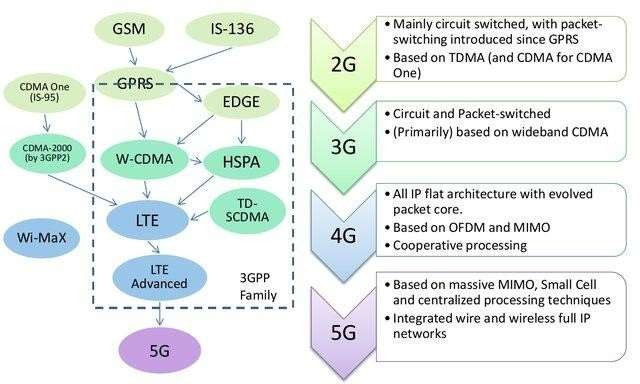 GSM
IS-136
GPRS
EDGE
CDMA One
(IS-95)
CDMA-2000
(by 3GPP2)
W-CDMA
HSPA
LTE
TD-
SCDMA
Wi-MaX
LTE
Advanced
3GPP
Family
5G
2G
• Mainly circuit switched, with packet-
switching introduced since GPRS
• Based on TDMA (and CDMA for CDMA
One)
3G
• Circuit and Packet-switched
• (Primarily) based on wideband CDMA
4G
• All IP flat architecture with evolved
packet core.
• Based on OFDM and MIMO
• Cooperative processing
5G
• Based on massive MIMO, Small Cell
and centralized processing techniques
• Integrated wire and wireless full IP
networks